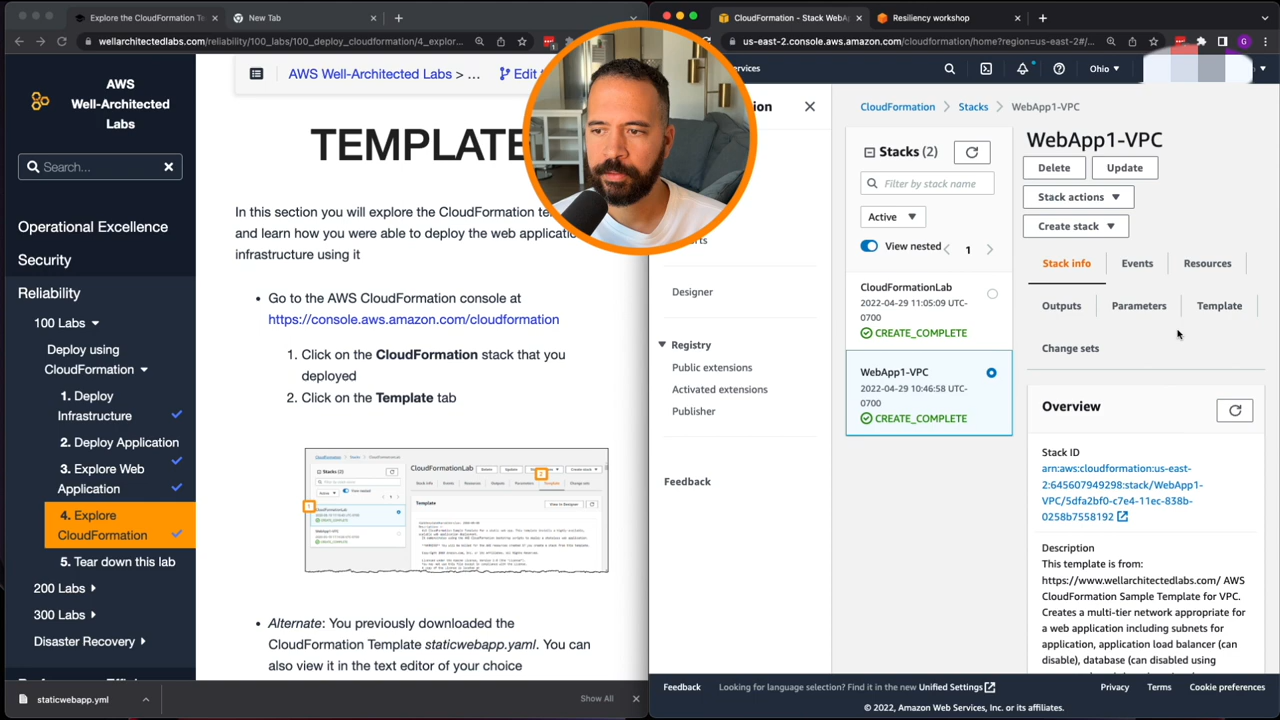 Explore the CloudFormation Te
New Tab
wellarchitectedlabs.com/reliability/100_labs/100_deploy_cloudformation/4_explor...
AWS
Well-Architected
Labs
Search...
Operational Excellence
Security
Reliability
100 Labs
Deploy using
CloudFormation
1. Deploy
Infrastructure
2. Deploy Application
3. Explore Web
Application
4. Explore
CloudFormation
5. Tear down this lab
200 Labs
300 Labs
Disaster Recovery
AWS Well-Architected Labs > ...
Edit
TEMPLATE
In this section you will explore the CloudFormation te
and learn how you were able to deploy the web applicatio
infrastructure using it
• Go to the AWS CloudFormation console at
https://console.aws.amazon.com/cloudformation
1. Click on the CloudFormation stack that you
deployed
2. Click on the Template tab
Stacks (2)
CloudFormationLab
Template
• Alternate: You previously downloaded the
CloudFormation Template staticwebapp.yaml. You can
also view it in the text editor of your choice
staticwebapp.yml
Show All
CloudFormation - Stack WebAp
Resiliency workshop
us-east-2.console.aws.amazon.com/cloudformation/home?region=us-east-2#/...
G
rvices
Ohio
ion
rts
Designer
Registry
Public extensions
Activated extensions
Publisher
Feedback
CloudFormation > Stacks > WebApp1-VPC
Stacks (2)
Filter by stack name
Active
View nested
1
CloudFormationLab
2022-04-29 11:05:09 UTC-
0700
CREATE_COMPLETE
WebApp1-VPC
2022-04-29 10:46:58 UTC-
0700
CREATE_COMPLETE
WebApp1-VPC
Delete
Update
Stack actions
Create stack
Stack info
Events
Resources
Outputs
Parameters
Template
Change sets
Overview
Stack ID
arn:aws:cloudformation:us-east-
2:645607949298:stack/WebApp1-
VPC/5dfa2bf0-c7e4-11ec-838b-
0258b7558192
Description
This template is from:
https://www.wellarchitectedlabs.com/ AWS
CloudFormation Sample Template for VPC.
Creates a multi-tier network appropriate for
a web application including subnets for
application, application load balancer (can
disable), database (can disabled using
Feedback
Looking for language selection? Find it in the new Unified Settings
Privacy
Terms
Cookie preferences
© 2022, Amazon Web Services, Inc. or its affiliates.